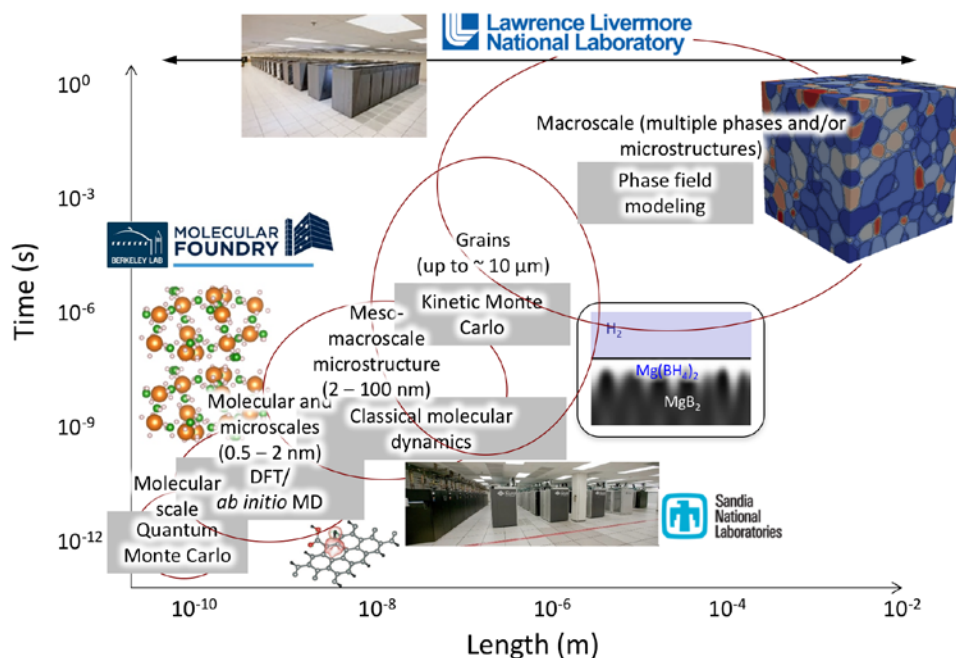 Lawrence Livermore
National Laboratory
10⁰
Macroscale (multiple phases and/or
microstructures)
Phase field
modeling
10⁻³
BERKELEY LAB
MOLECULAR
FOUNDRY
Grains
(up to ~ 10 µm)
Kinetic Monte
Carlo
Time (s)
10⁻⁶
Meso-
macroscale
microstructure
(2 – 100 nm)
H₂
Mg(BH₄)₂
MgB₂
Molecular and
microscales
(0.5 – 2 nm)
Classical molecular
dynamics
10⁻⁹
DFT/
ab initio MD
Molecular
scale
Quantum
Monte Carlo
Sandia
National
Laboratories
10⁻¹²
10⁻¹⁰
10⁻⁸
10⁻⁶
10⁻⁴
10⁻²
Length (m)